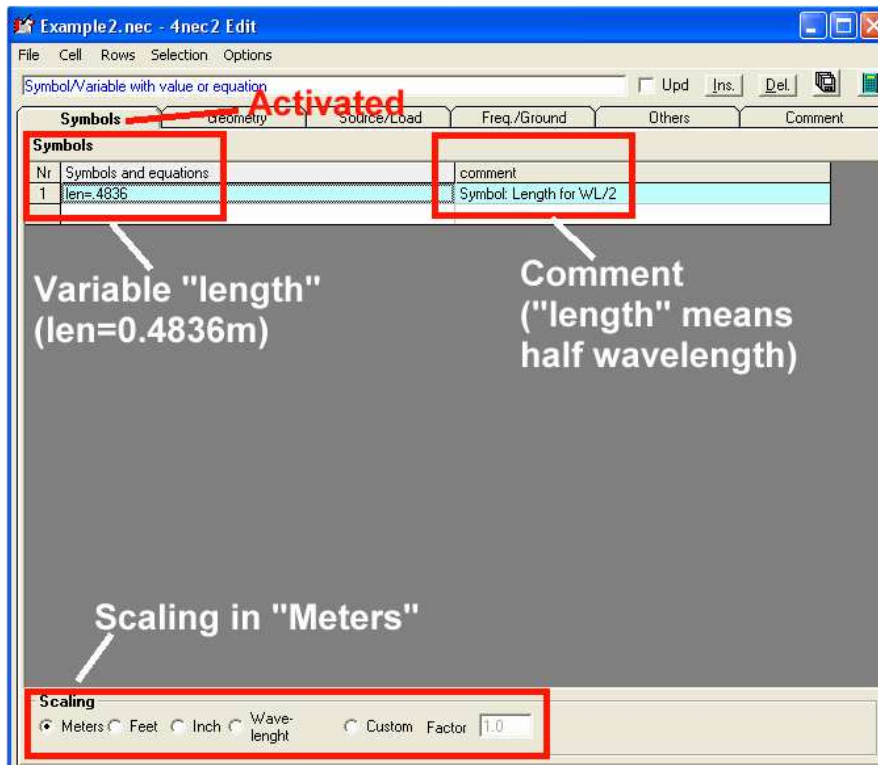 Example2.nec - 4nec2 Edit
File Cell Rows Selection Options
Symbol/Variable with value or equation
Upd Ins. Del.
Activated
Symbols Geometry Source/Load Freq./Ground Others Comment
Symbols
Nr Symbols and equations comment
1 len=.4836 Symbol: Length for WL/2
Variable "length"
(len=0.4836m)
Comment
("length" means
half wavelength)
Scaling in "Meters"
Scaling
Meters Feet Inch Wave-
lenght
Custom Factor 1.0